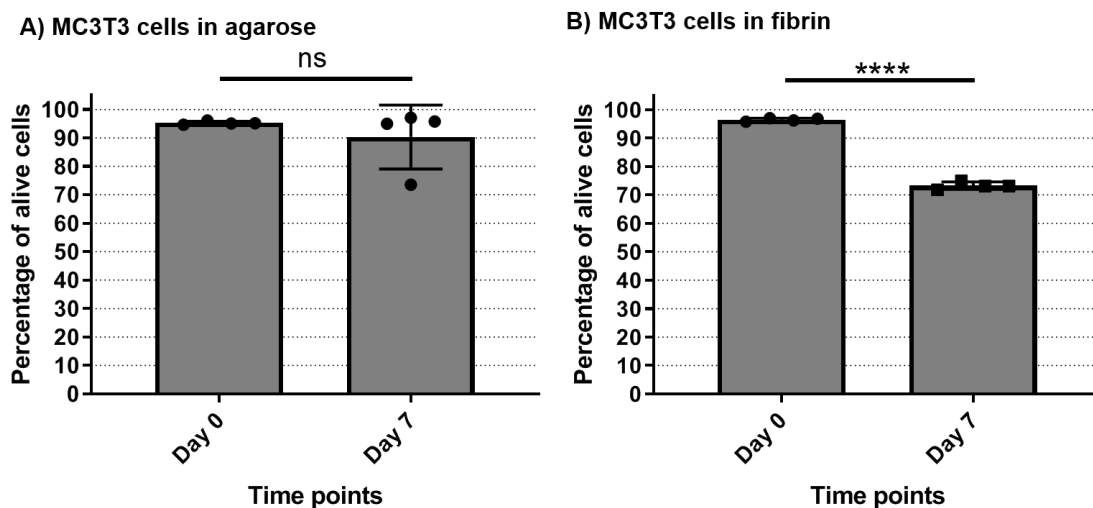 A) MC3T3 cells in agarose
ns
Percentage of alive cells
100
90
80
70
60
50
40
30
20
10
0
Day 0
Day 7
Time points
B) MC3T3 cells in fibrin
****
Percentage of alive cells
100
90
80
70
60
50
40
30
20
10
0
Day 0
Day 7
Time points